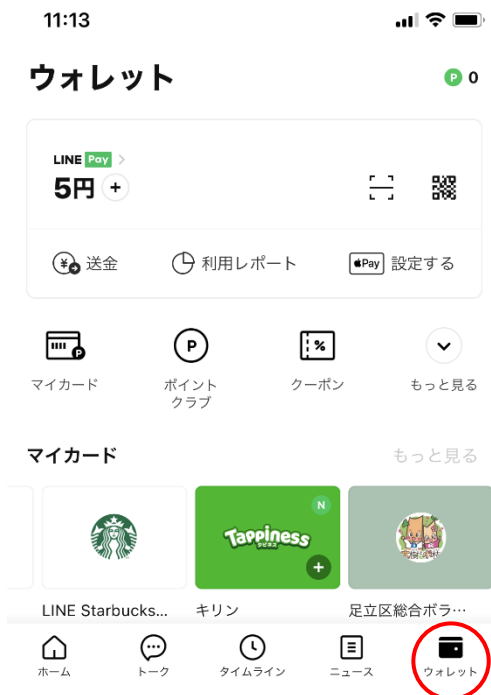 11:13
ウォレット
P 0
LINE Pay
5円 +
送金
利用レポート
Pay 設定する
マイカード
ポイント
クラブ
クーポン
もっと見る
マイカード
もっと見る
N
Tappiness
タピネス
LINE Starbucks...
キリン
足立区総合ボラ…
ホーム
トーク
タイムライン
ニュース
ウォレット